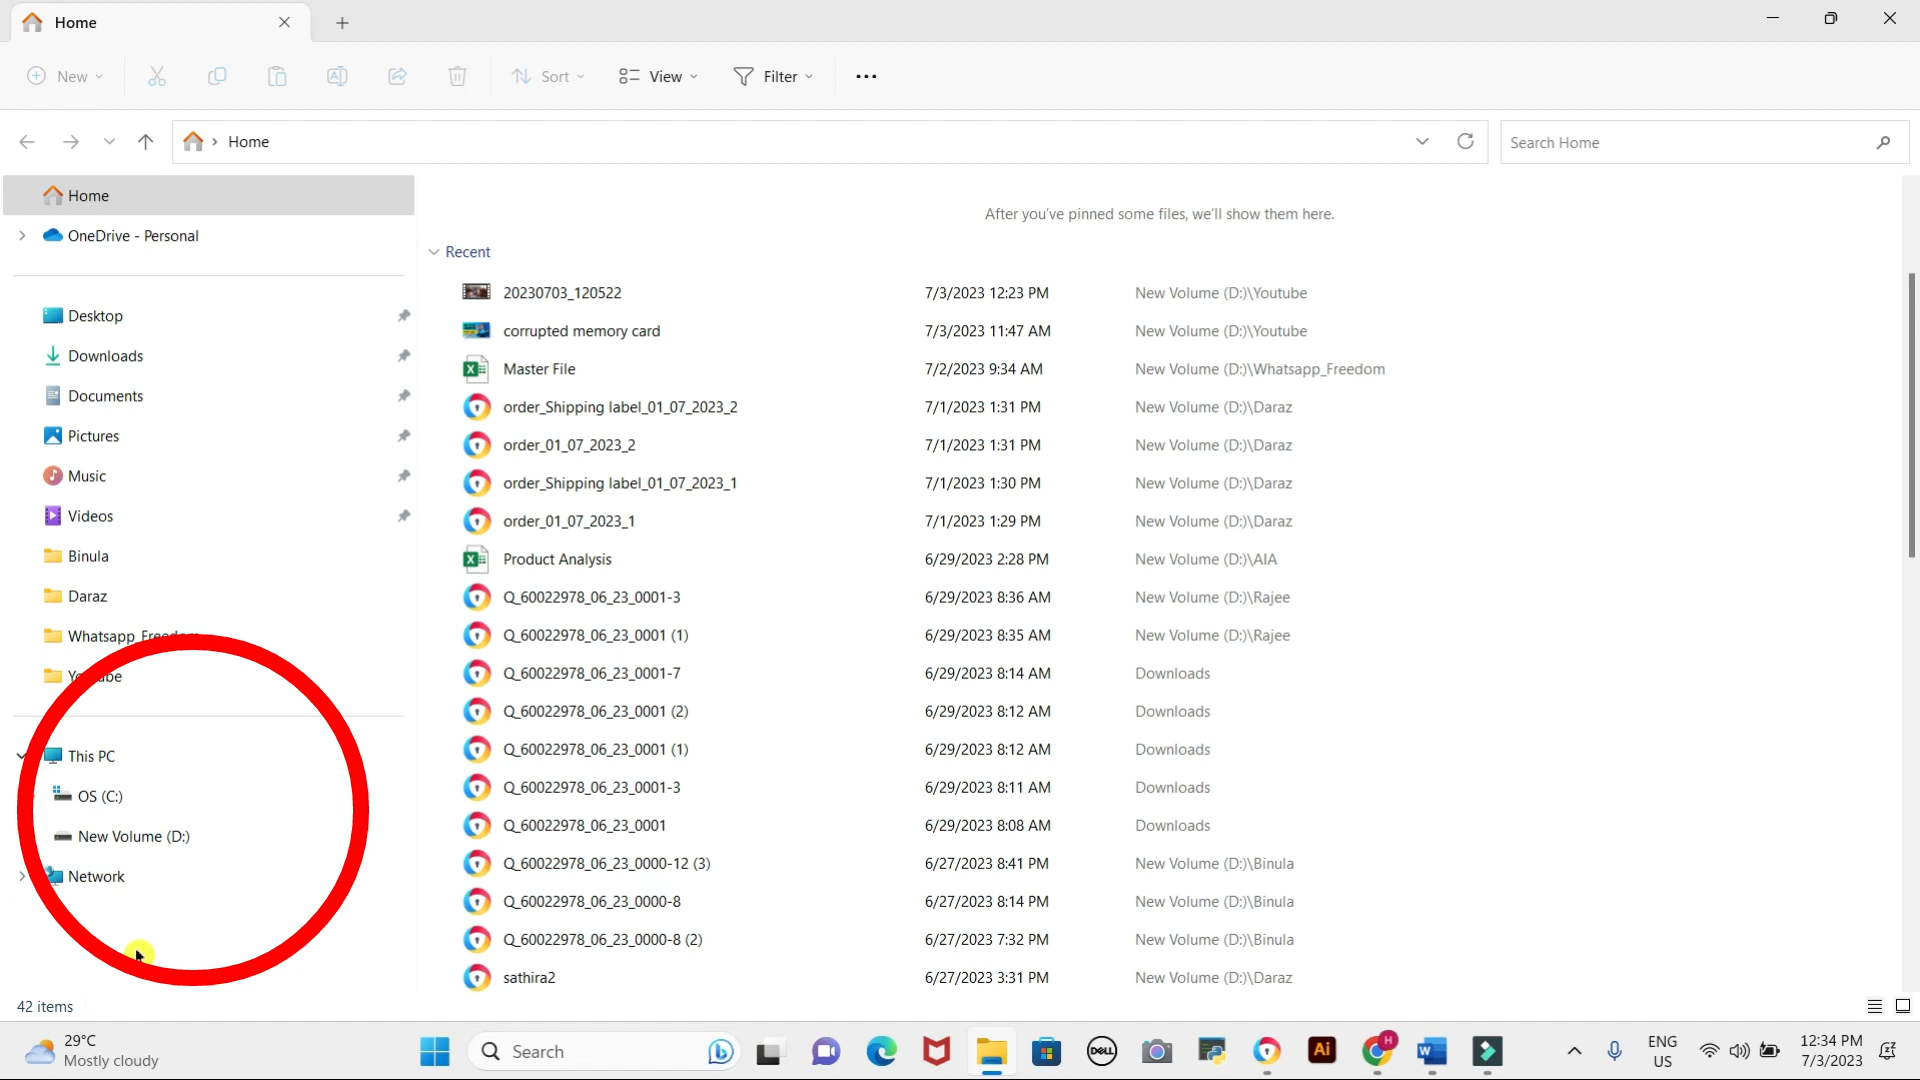 Home
New
Sort
View
Filter
Home
Search Home
Home
OneDrive - Personal
Desktop
Downloads
Documents
Pictures
Music
Videos
Binula
Daraz
Whatsapp_Freedom
Youtube
This PC
OS (C:)
New Volume (D:)
Network
After you've pinned some files, we'll show them here.
Recent
20230703_120522 7/3/2023 12:23 PM New Volume (D:)\Youtube
corrupted memory card 7/3/2023 11:47 AM New Volume (D:)\Youtube
Master File 7/2/2023 9:34 AM New Volume (D:)\Whatsapp_Freedom
order_Shipping label_01_07_2023_2 7/1/2023 1:31 PM New Volume (D:)\Daraz
order_01_07_2023_2 7/1/2023 1:31 PM New Volume (D:)\Daraz
order_Shipping label_01_07_2023_1 7/1/2023 1:30 PM New Volume (D:)\Daraz
order_01_07_2023_1 7/1/2023 1:29 PM New Volume (D:)\Daraz
Product Analysis 6/29/2023 2:28 PM New Volume (D:)\AIA
Q_60022978_06_23_0001-3 6/29/2023 8:36 AM New Volume (D:)\Rajee
Q_60022978_06_23_0001 (1) 6/29/2023 8:35 AM New Volume (D:)\Rajee
Q_60022978_06_23_0001-7 6/29/2023 8:14 AM Downloads
Q_60022978_06_23_0001 (2) 6/29/2023 8:12 AM Downloads
Q_60022978_06_23_0001 (1) 6/29/2023 8:12 AM Downloads
Q_60022978_06_23_0001-3 6/29/2023 8:11 AM Downloads
Q_60022978_06_23_0001 6/29/2023 8:08 AM Downloads
Q_60022978_06_23_0000-12 (3) 6/27/2023 8:41 PM New Volume (D:)\Binula
Q_60022978_06_23_0000-8 6/27/2023 8:14 PM New Volume (D:)\Binula
Q_60022978_06_23_0000-8 (2) 6/27/2023 7:32 PM New Volume (D:)\Binula
sathira2 6/27/2023 3:31 PM New Volume (D:)\Daraz
42 items
29°C
Mostly cloudy
Search
DELL
Ai
H
W
ENG
US
12:34 PM
7/3/2023